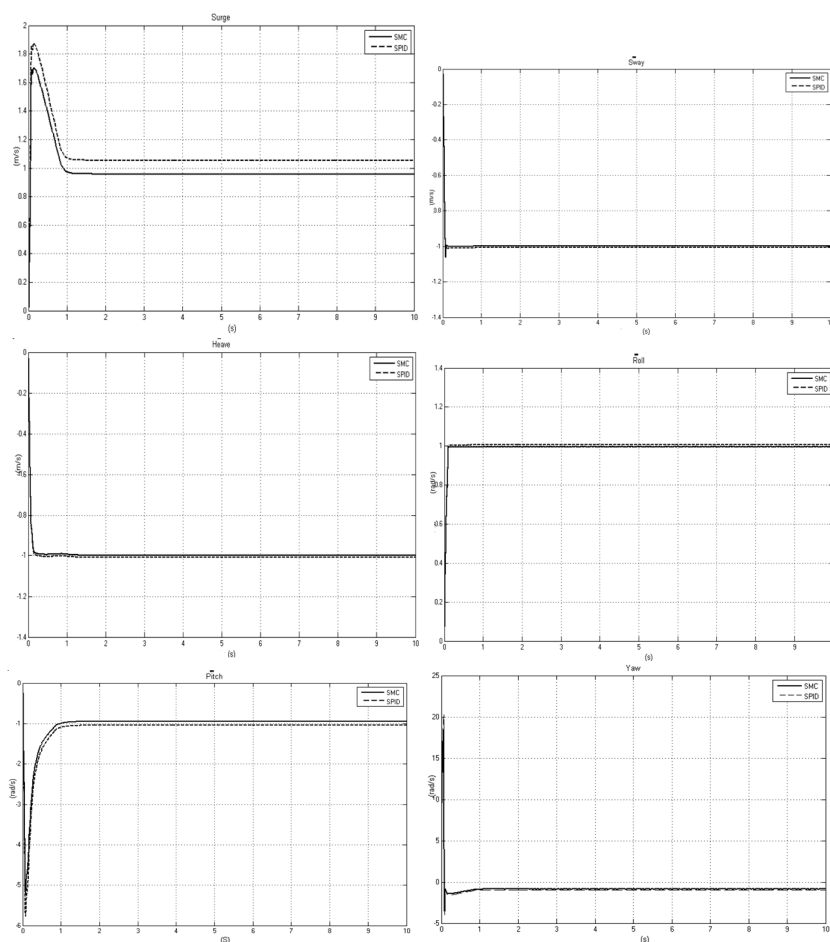 Surge
2
1.8
1.6
1.4
1.2
1
0.8
0.6
0.4
0.2
0
(m/s)
SMC
SPID
0 1 2 3 4 5 6 7 8 9 10
(s)
Sway
0
-0.2
-0.4
-0.6
-0.8
-1
-1.2
-1.4
(m/s)
SMC
SPID
0 1 2 3 4 5 6 7 8 9 10
(s)
Heave
0
-0.2
-0.4
-0.6
-0.8
-1
-1.2
-1.4
(m/s)
SMC
SPID
0 1 2 3 4 5 6 7 8 9 10
(s)
Roll
1.4
1.2
1
0.8
0.6
0.4
0.2
0
(rad/s)
SMC
SPID
0 1 2 3 4 5 6 7 8 9
(s)
Pitch
0
-1
-2
-3
-4
-5
-6
(rad/s)
SMC
SPID
0 1 2 3 4 5 6 7 8 9 10
(S)
Yaw
25
20
15
10
5
0
-5
(rad/s)
SMC
SPID
0 1 2 3 4 5 6 7 8 9 10
(s)